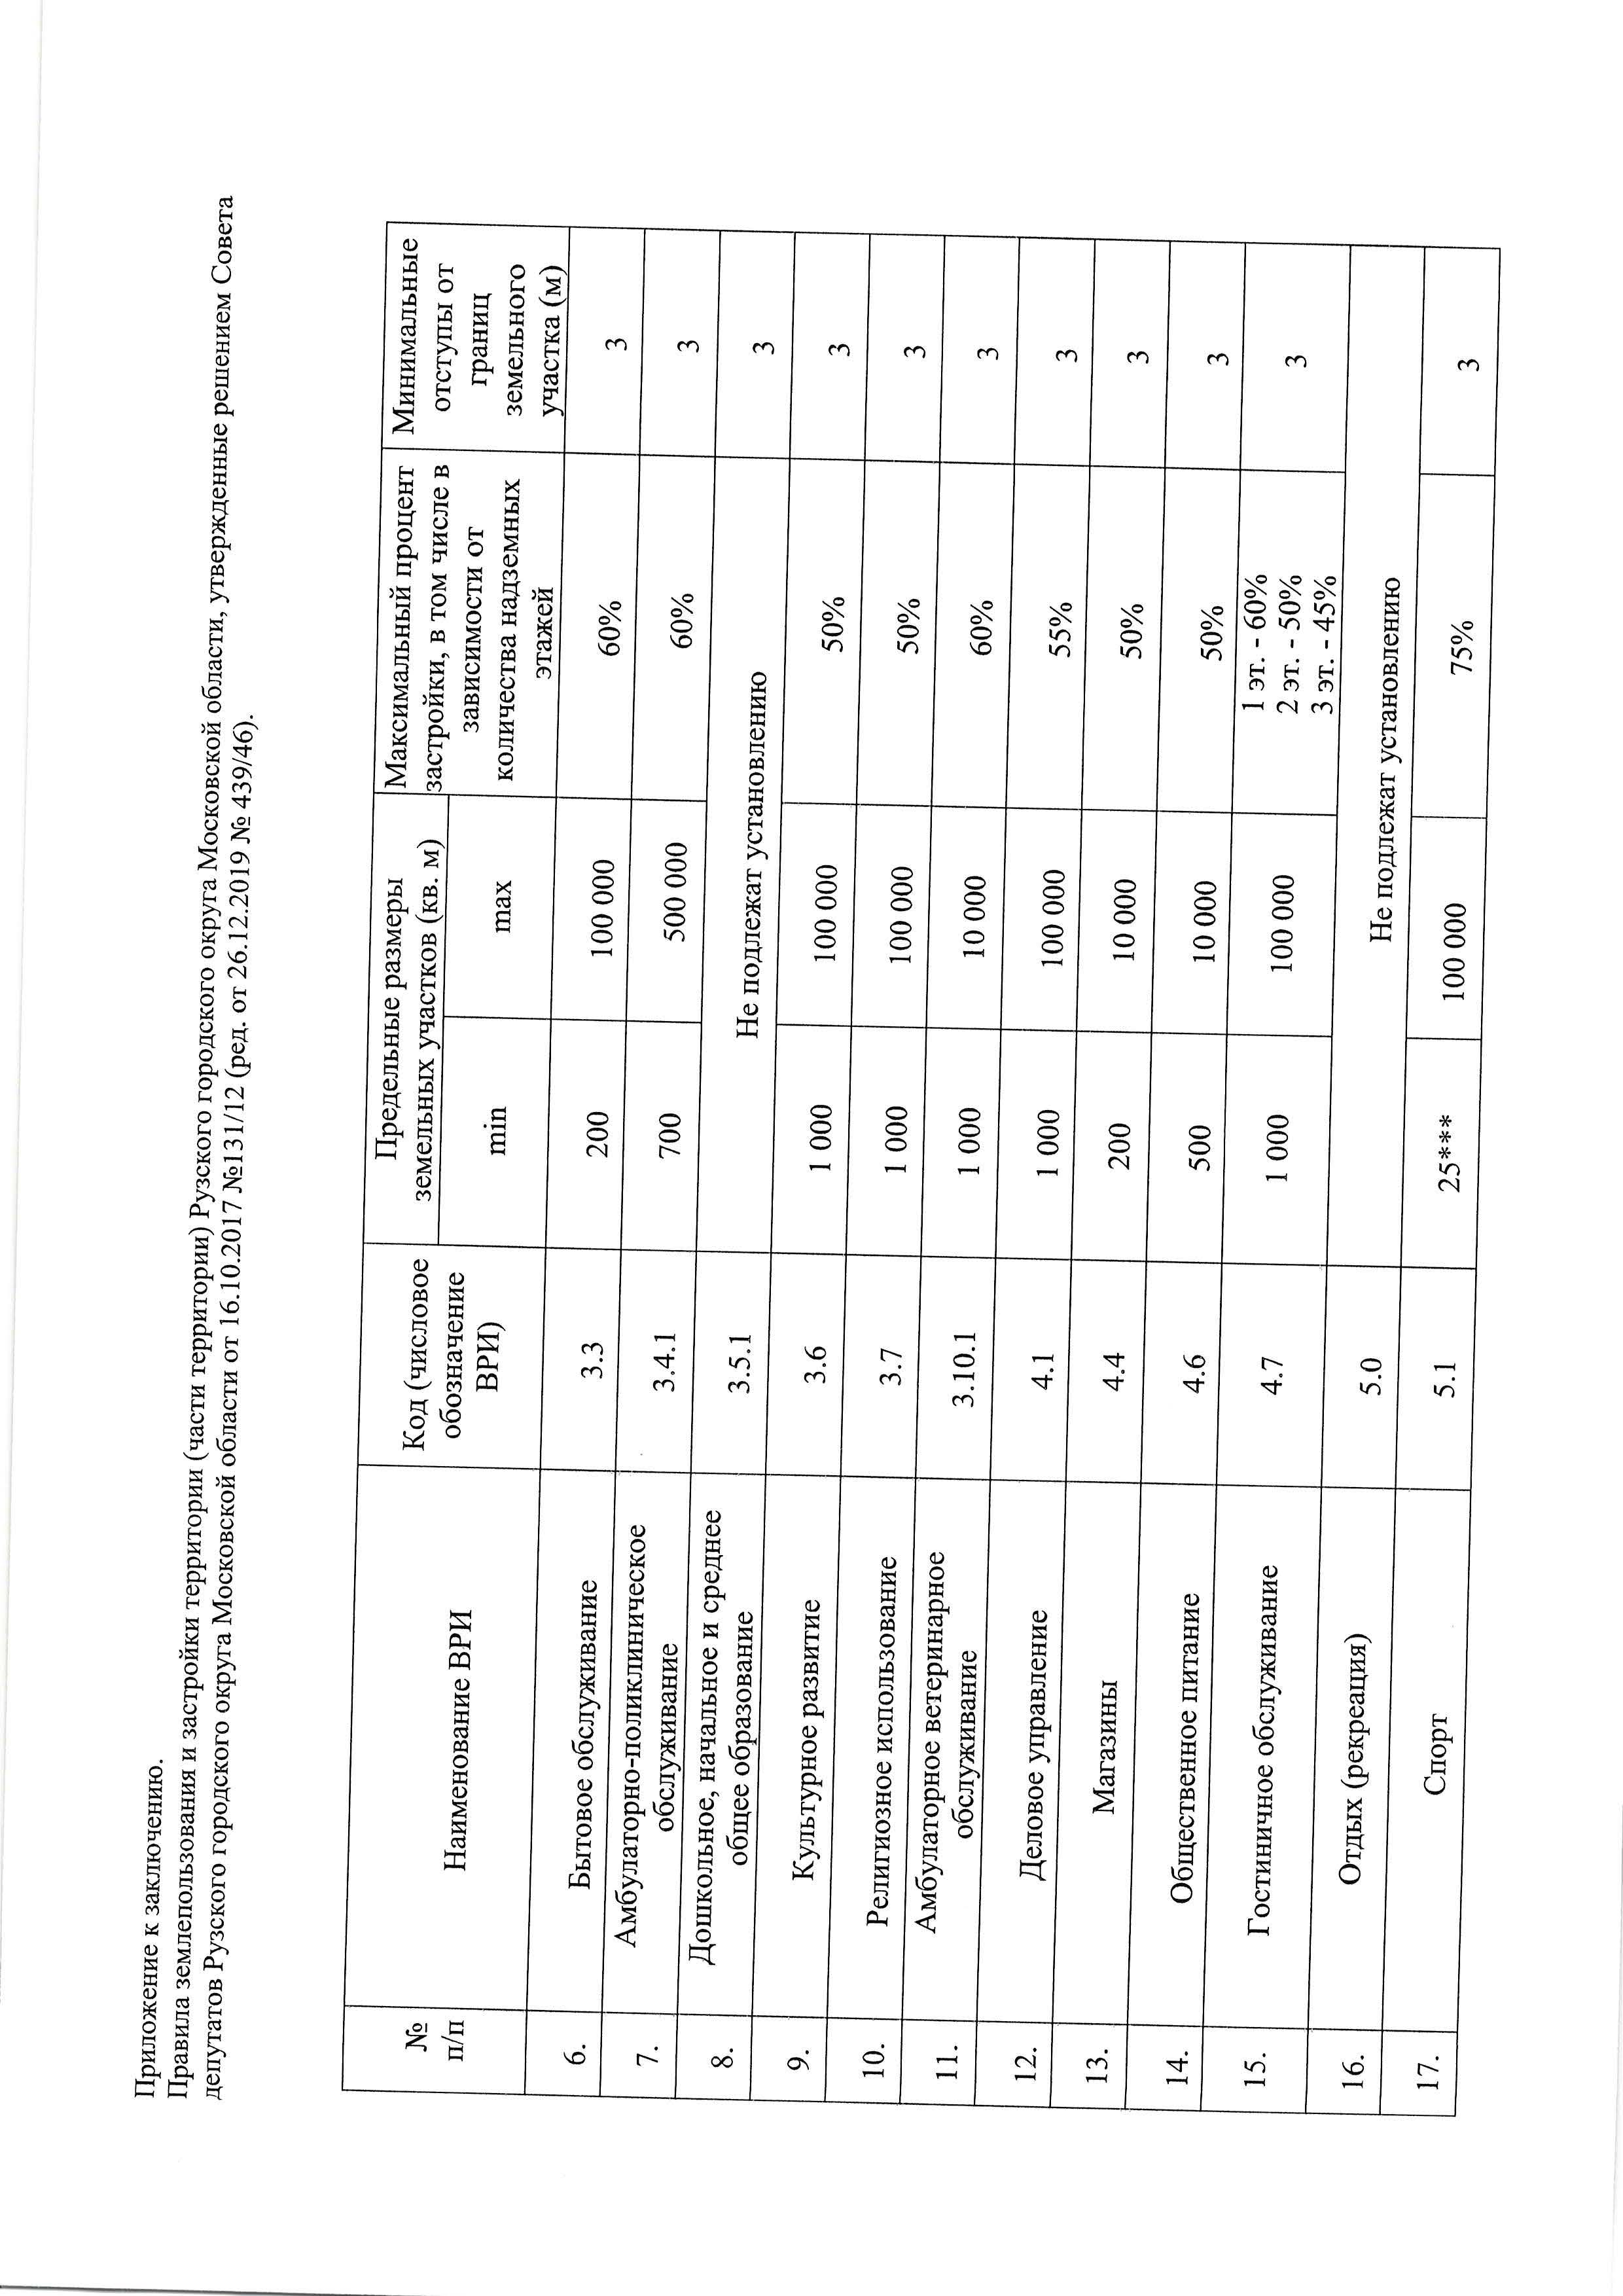 Приложение к заключению.
Правила землепользования и застройки территории (части территории) Рузского городского округа Московской области, утвержденные решением Совета
депутатов Рузского городского округа Московской области от 16.10.2017 №131/12 (ред. от 26.12.2019 № 439/46).
№
п/п
Наименование ВРИ
Код (числовое
обозначение
ВРИ)
Предельные размеры
земельных участков (кв. м)
min
max
Максимальный процент
застройки, в том числе в
зависимости от
количества надземных
этажей
Минимальные
отступы от
границ
земельного
участка (м)
6. Бытовое обслуживание 3.3 200 100 000 60% 3
7. Амбулаторно-поликлиническое
обслуживание 3.4.1 700 500 000 60% 3
8. Дошкольное, начальное и среднее
общее образование 3.5.1 Не подлежат установлению 3
9. Культурное развитие 3.6 1 000 100 000 50% 3
10. Религиозное использование 3.7 1 000 100 000 50% 3
11. Амбулаторное ветеринарное
обслуживание 3.10.1 1 000 10 000 60% 3
12. Деловое управление 4.1 1 000 100 000 55% 3
13. Магазины 4.4 200 10 000 50% 3
14. Общественное питание 4.6 500 10 000 50% 3
15. Гостиничное обслуживание 4.7 1 000 100 000 1 эт. - 60%
2 эт. - 50%
3 эт. - 45%
3
16. Отдых (рекреация) 5.0 Не подлежат установлению
17. Спорт 5.1 25**** 100 000 75% 3